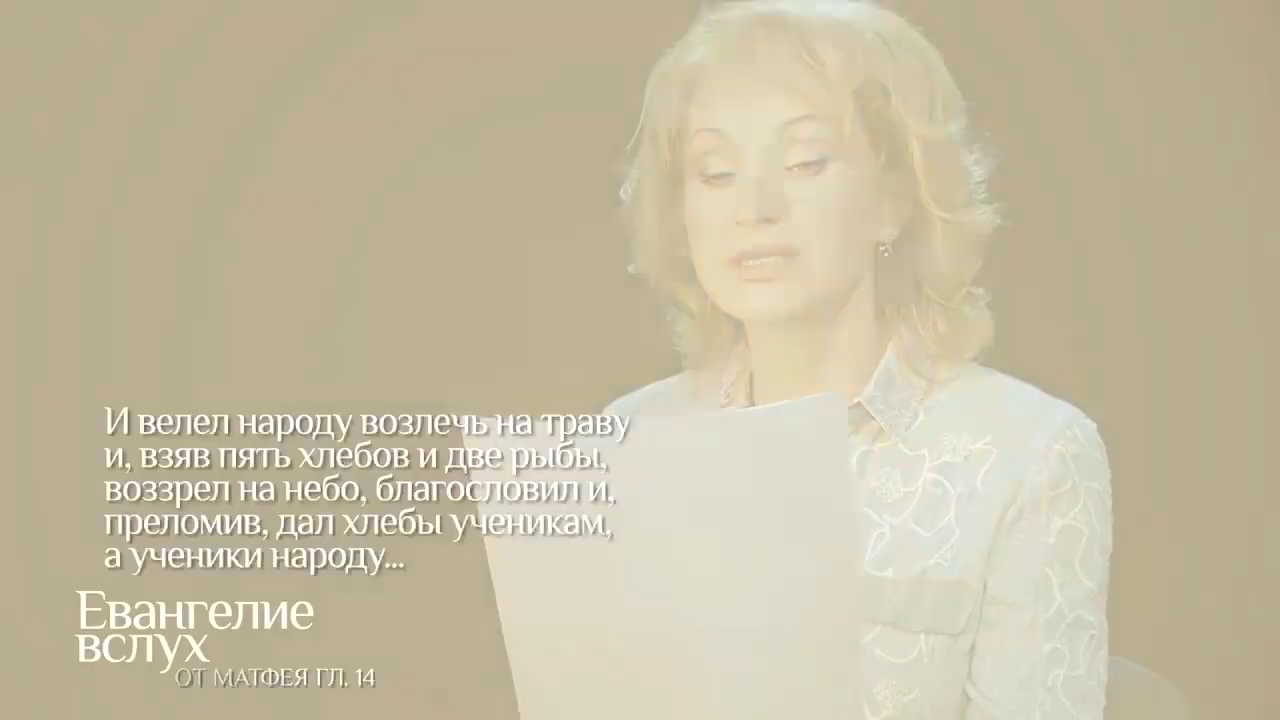 И велел народу возлечь на траву
и, взяв пять хлебов и две рыбы,
воззрел на небо, благословил и,
преломив, дал хлебы ученикам,
а ученики народу...
Евангелие
вслух
ОТ МАТФЕЯ ГЛ. 14